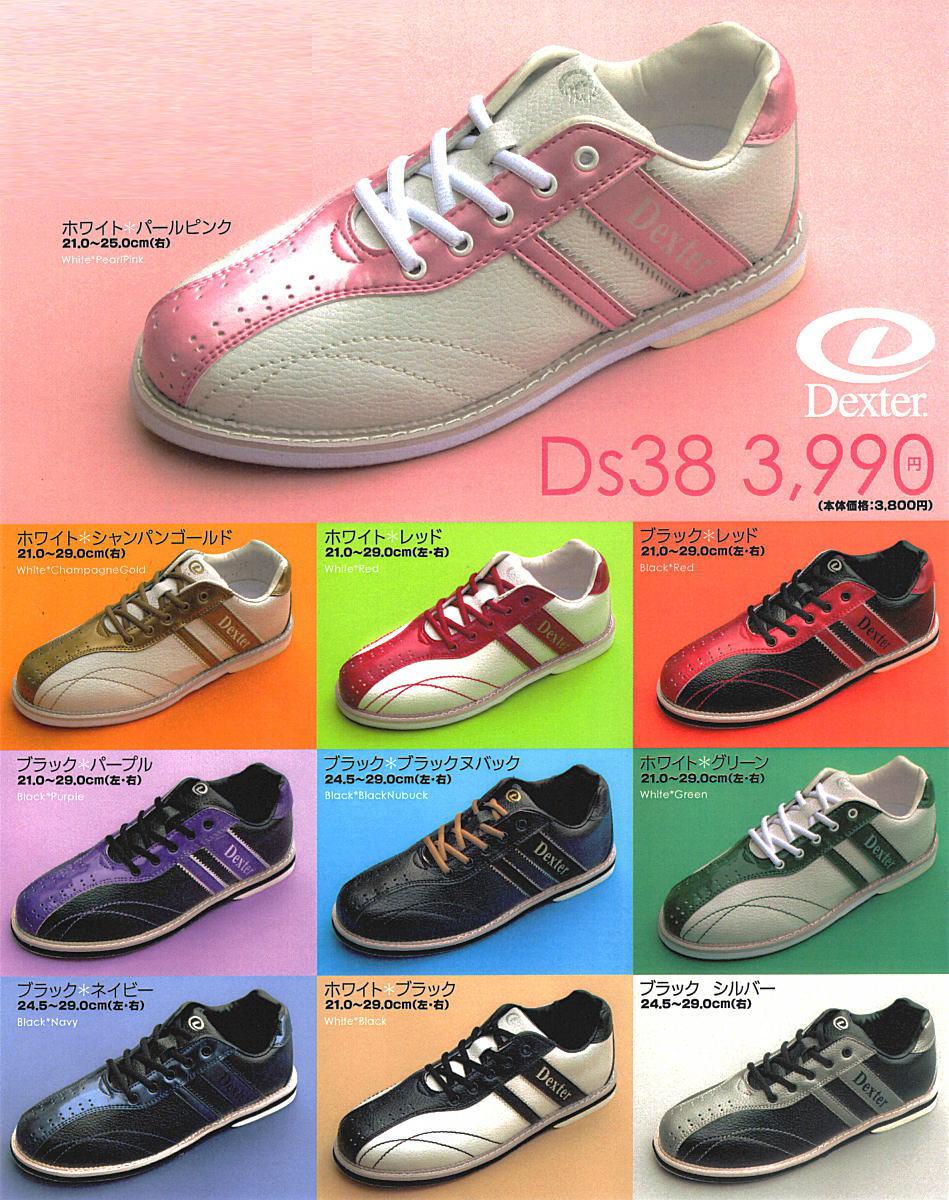 ホワイト＊パールピンク
21.0～25.0cm(右)
White*PearlPink
Dexter
Dexter
Ds38 3,990円
(本体価格:3,800円)
ホワイト＊シャンパンゴールド
21.0～29.0cm(右)
White*ChampagneGold
Dexter
ホワイト＊レッド
21.0～29.0cm(左・右)
White*Red
Dexter
ブラック＊レッド
21.0～29.0cm(左・右)
Black*Red
Dexter
ブラック＊パープル
21.0～29.0cm(左・右)
Black*Purple
Dexter
ブラック＊ブラックヌバック
24.5～29.0cm(左・右)
Black*BlackNubuck
Dexter
ホワイト＊グリーン
21.0～29.0cm(左・右)
White*Green
Dexter
ブラック＊ネイビー
24.5～29.0cm(左・右)
Black*Navy
Dexter
ホワイト＊ブラック
21.0～29.0cm(左・右)
White*Black
Dexter
ブラック シルバー
24.5～29.0cm(右)
Dexter